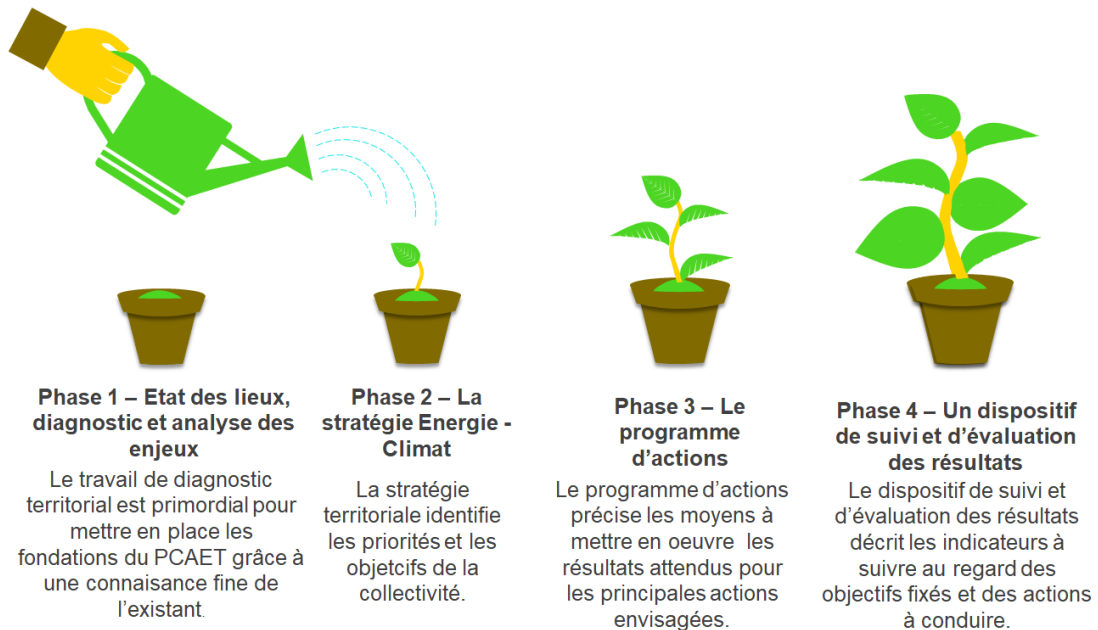 Phase 1 – Etat des lieux,
diagnostic et analyse des
enjeux
Le travail de diagnostic
territorial est primordial pour
mettre en place les
fondations du PCAET grâce à
une connaisance fine de
l’existant.
Phase 2 – La
stratégie Energie -
Climat
La stratégie
territoriale identifie
les priorités et les
objetcifs de la
collectivité.
Phase 3 – Le
programme
d’actions
Le programme d’actions
précise les moyens à
mettre en oeuvre les
résultats attendus pour
les principales actions
envisagées.
Phase 4 – Un dispositif
de suivi et d’évaluation
des résultats
Le dispositif de suivi et
d’évaluation des résultats
décrit les indicateurs à
suivre au regard des
objectifs fixés et des actions
à conduire.